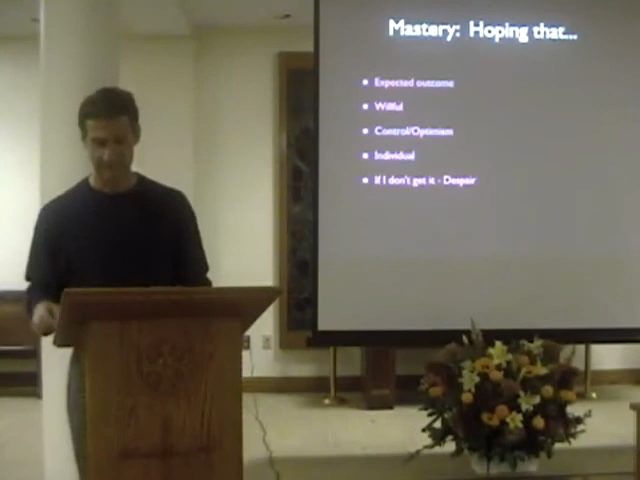 Mastery: Hoping that...
• Expected outcome
• Willful
• Control/Optimism
• Individual
• If I don't get it - Despair